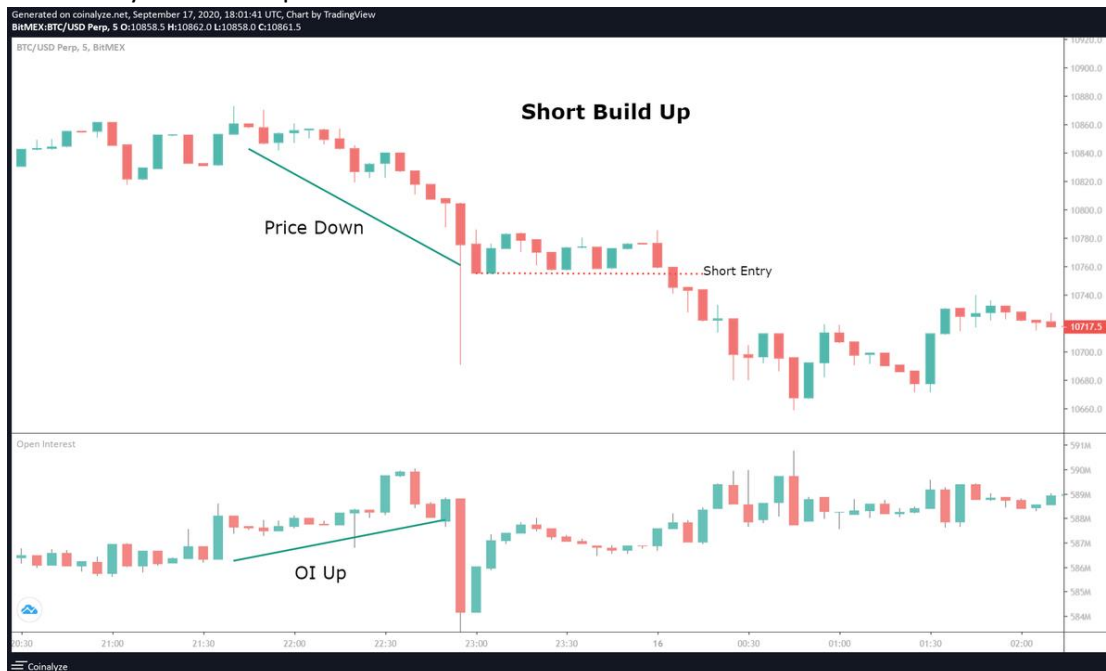 Generated on coinalyze.net, September 17, 2020, 18:01:41 UTC, Chart by TradingView
BitMEX:BTC/USD Perp, 5 O:10858.5 H:10862.0 L:10858.0 C:10861.5
BTC/USD Perp, 5, BitMEX
10920.0
10900.0
Short Build Up
10880.0
10860.0
10840.0
10820.0
Price Down
10800.0
10780.0
Short Entry
10760.0
10740.0
10717.5
10700.0
10680.0
10660.0
Open Interest
591M
590M
589M
588M
587M
OI Up
586M
585M
584M
20:30 21:00 21:30 22:00 22:30 23:00 23:30 16 00:30 01:00 01:30 02:00
Coinalyze